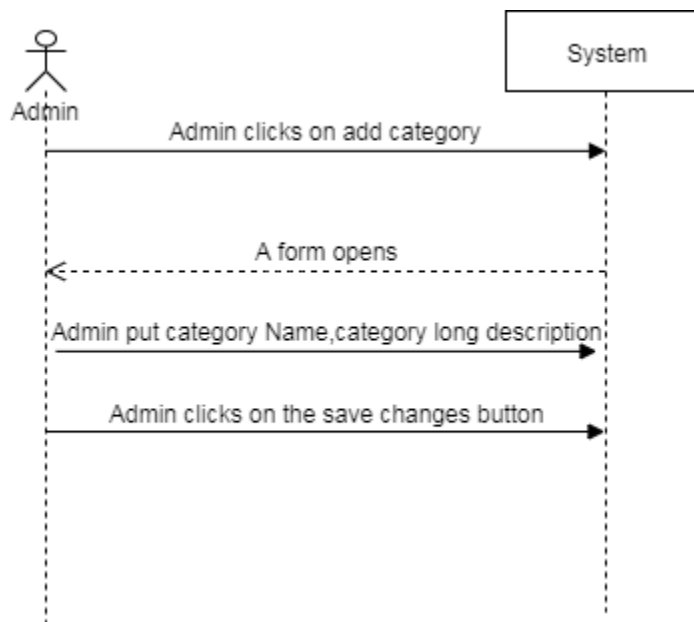 System
Admin
Admin clicks on add category
A form opens
Admin put category Name,category long description
Admin clicks on the save changes button